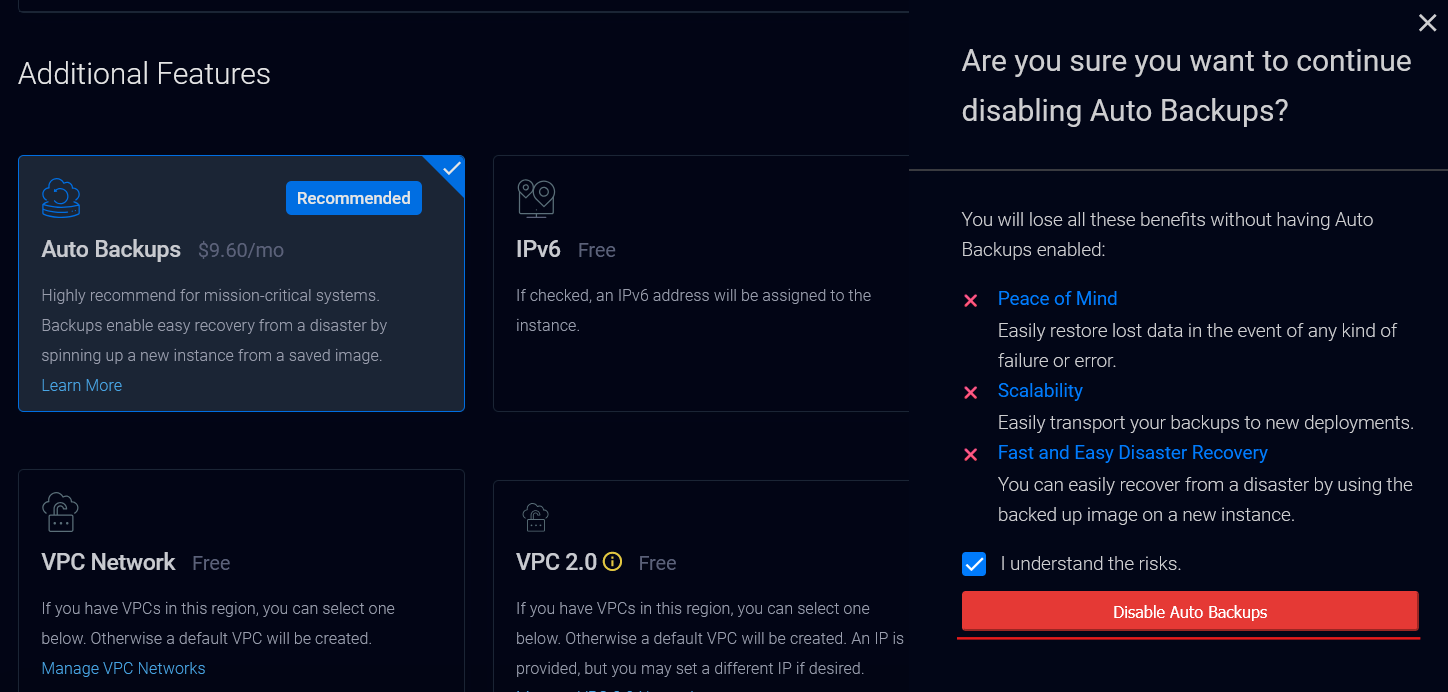 Additional Features
Recommended
Auto Backups $9.60/mo
Highly recommend for mission-critical systems.
Backups enable easy recovery from a disaster by
spinning up a new instance from a saved image.
Learn More
IPv6 Free
If checked, an IPv6 address will be assigned to the
instance.
VPC Network Free
If you have VPCs in this region, you can select one
below. Otherwise a default VPC will be created.
Manage VPC Networks
VPC 2.0 Free
If you have VPCs in this region, you can select one
below. Otherwise a default VPC will be created. An IP is
provided, but you may set a different IP if desired.
Are you sure you want to continue
disabling Auto Backups?
You will lose all these benefits without having Auto
Backups enabled:
Peace of Mind
Easily restore lost data in the event of any kind of
failure or error.
Scalability
Easily transport your backups to new deployments.
Fast and Easy Disaster Recovery
You can easily recover from a disaster by using the
backed up image on a new instance.
I understand the risks.
Disable Auto Backups